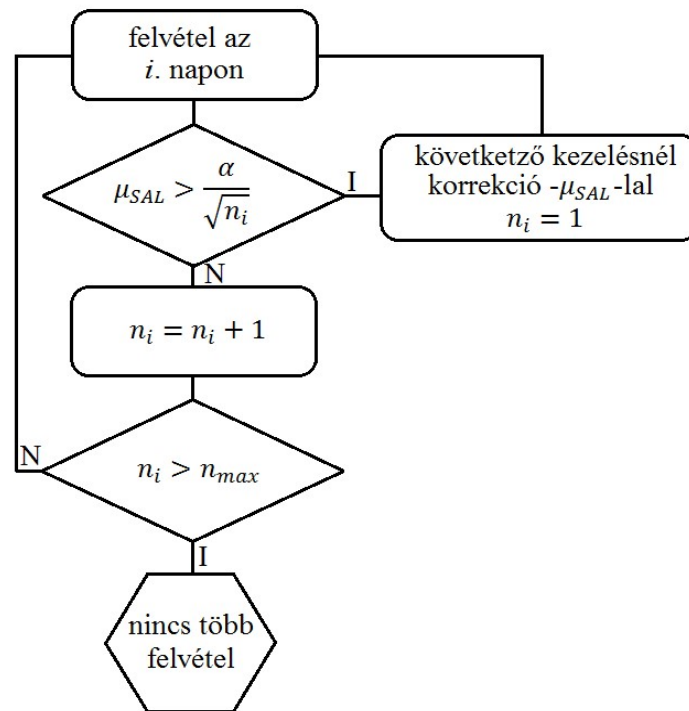 felvétel az
i. napon
μ_SAL > α/√n_i
I
következő kezelésnél
korrekció -μ_SAL-lal
n_i = 1
N
n_i = n_i + 1
N
n_i > n_max
I
nincs több
felvétel